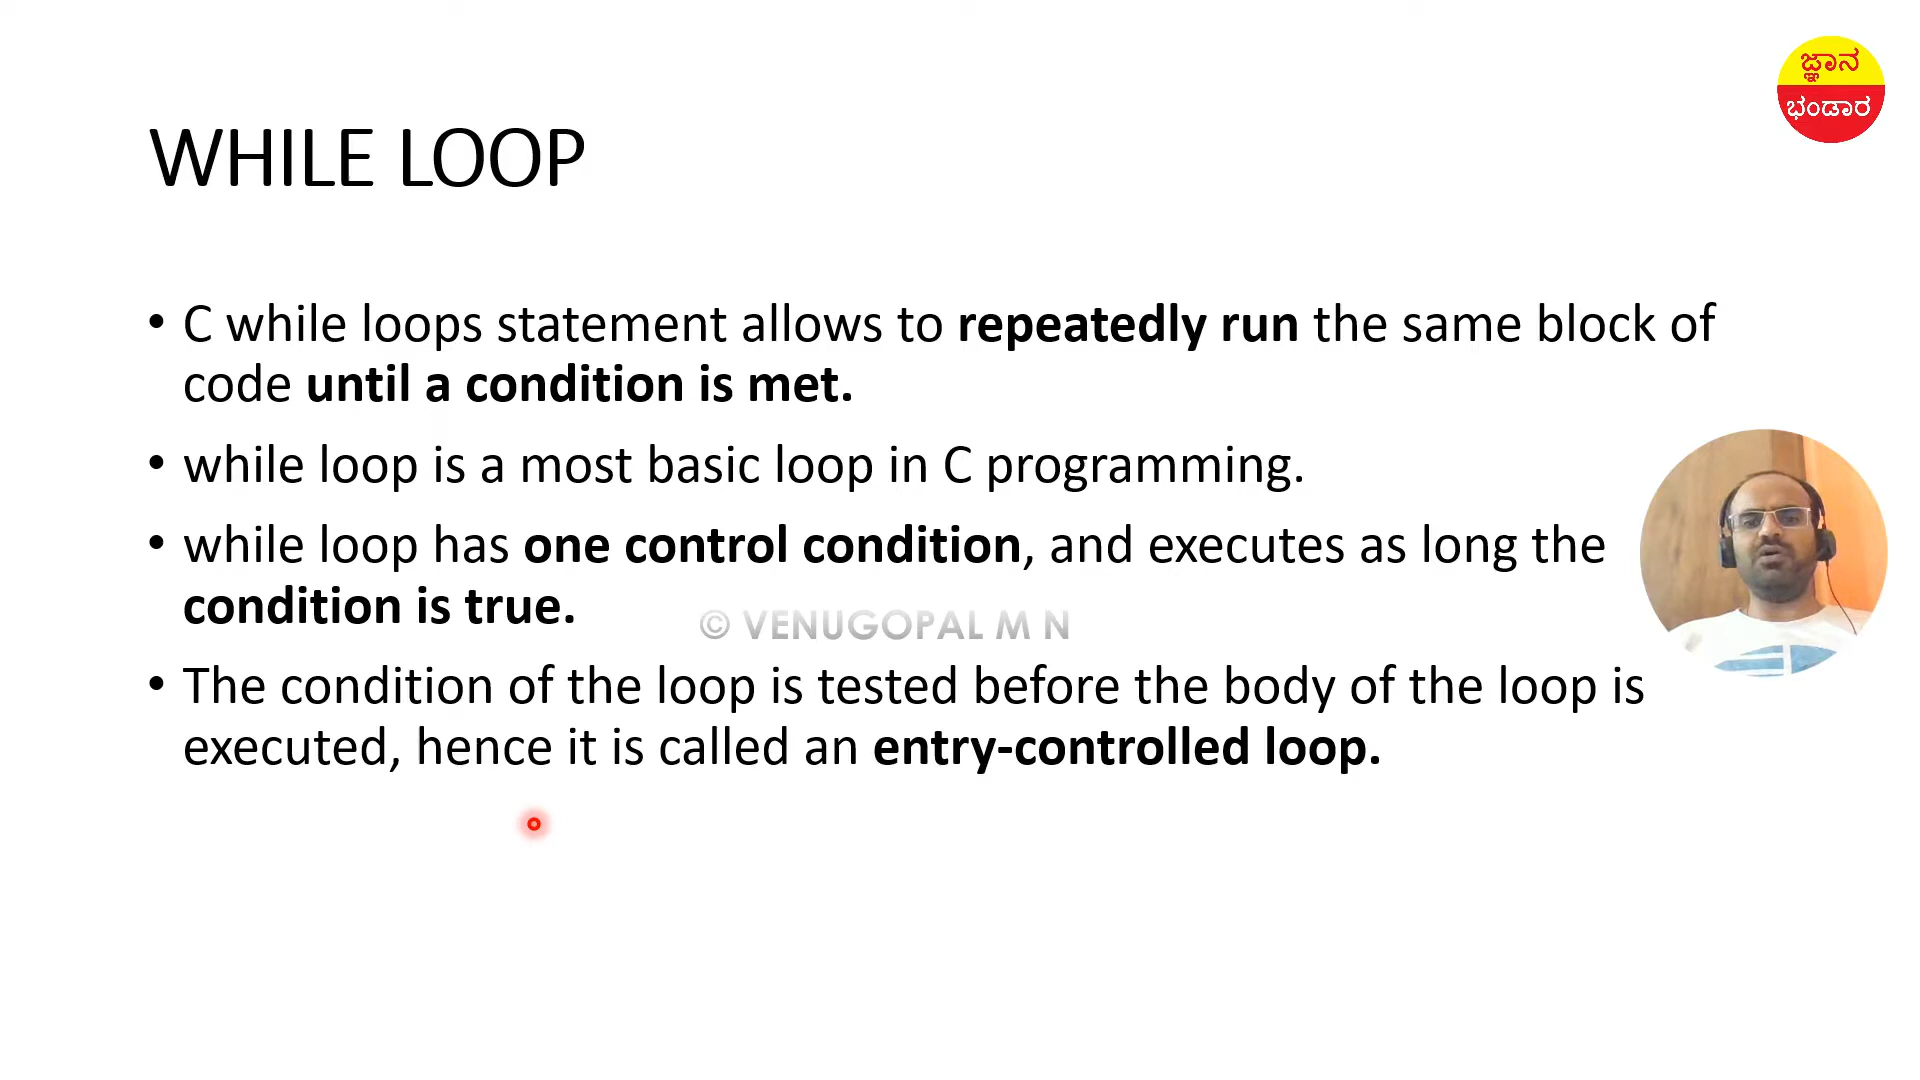 ಜ್ಞಾನ
ಭಂಡಾರ
WHILE LOOP
• C while loops statement allows to repeatedly run the same block of
code until a condition is met.
• while loop is a most basic loop in C programming.
• while loop has one control condition, and executes as long the
condition is true.
© VENUGOPAL M N
• The condition of the loop is tested before the body of the loop is
executed, hence it is called an entry-controlled loop.